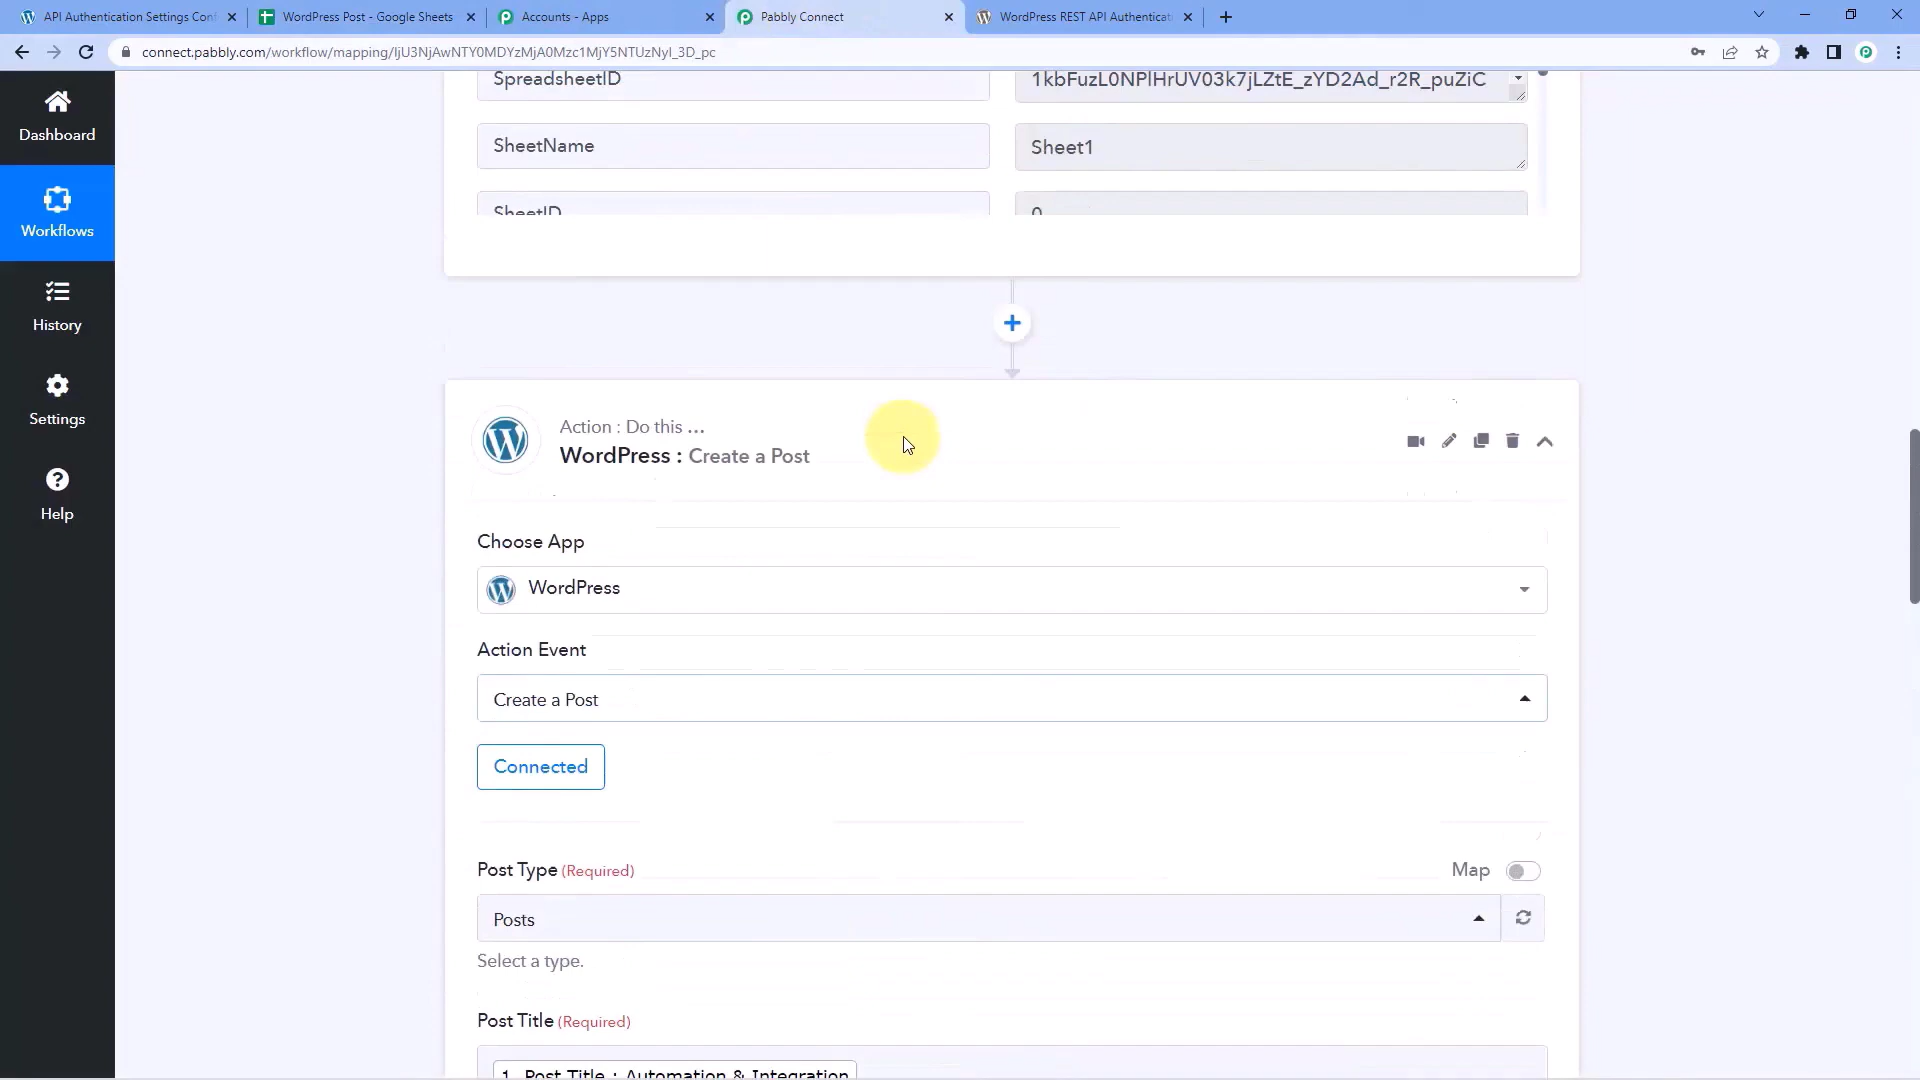 API Authentication Settings Conf
WordPress Post - Google Sheets
Accounts - Apps
Pabbly Connect
WordPress REST API Authenticat
connect.pabbly.com/workflow/mapping/IjU3NjAwNTY0MDYzMjA0Mzc1MjY5NTUzNyI_3D_pc
Dashboard
Workflows
History
Settings
Help
SpreadsheetID
1kbFuzL0NPlHrUV03k7jLZtE_zYD2Ad_r2R_puZiC
SheetName
Sheet1
SheetID
0
Action : Do this ...
WordPress : Create a Post
Choose App
WordPress
Action Event
Create a Post
Connected
Post Type (Required)
Map
Posts
Select a type.
Post Title (Required)
1. Post Title : Automation & Integration